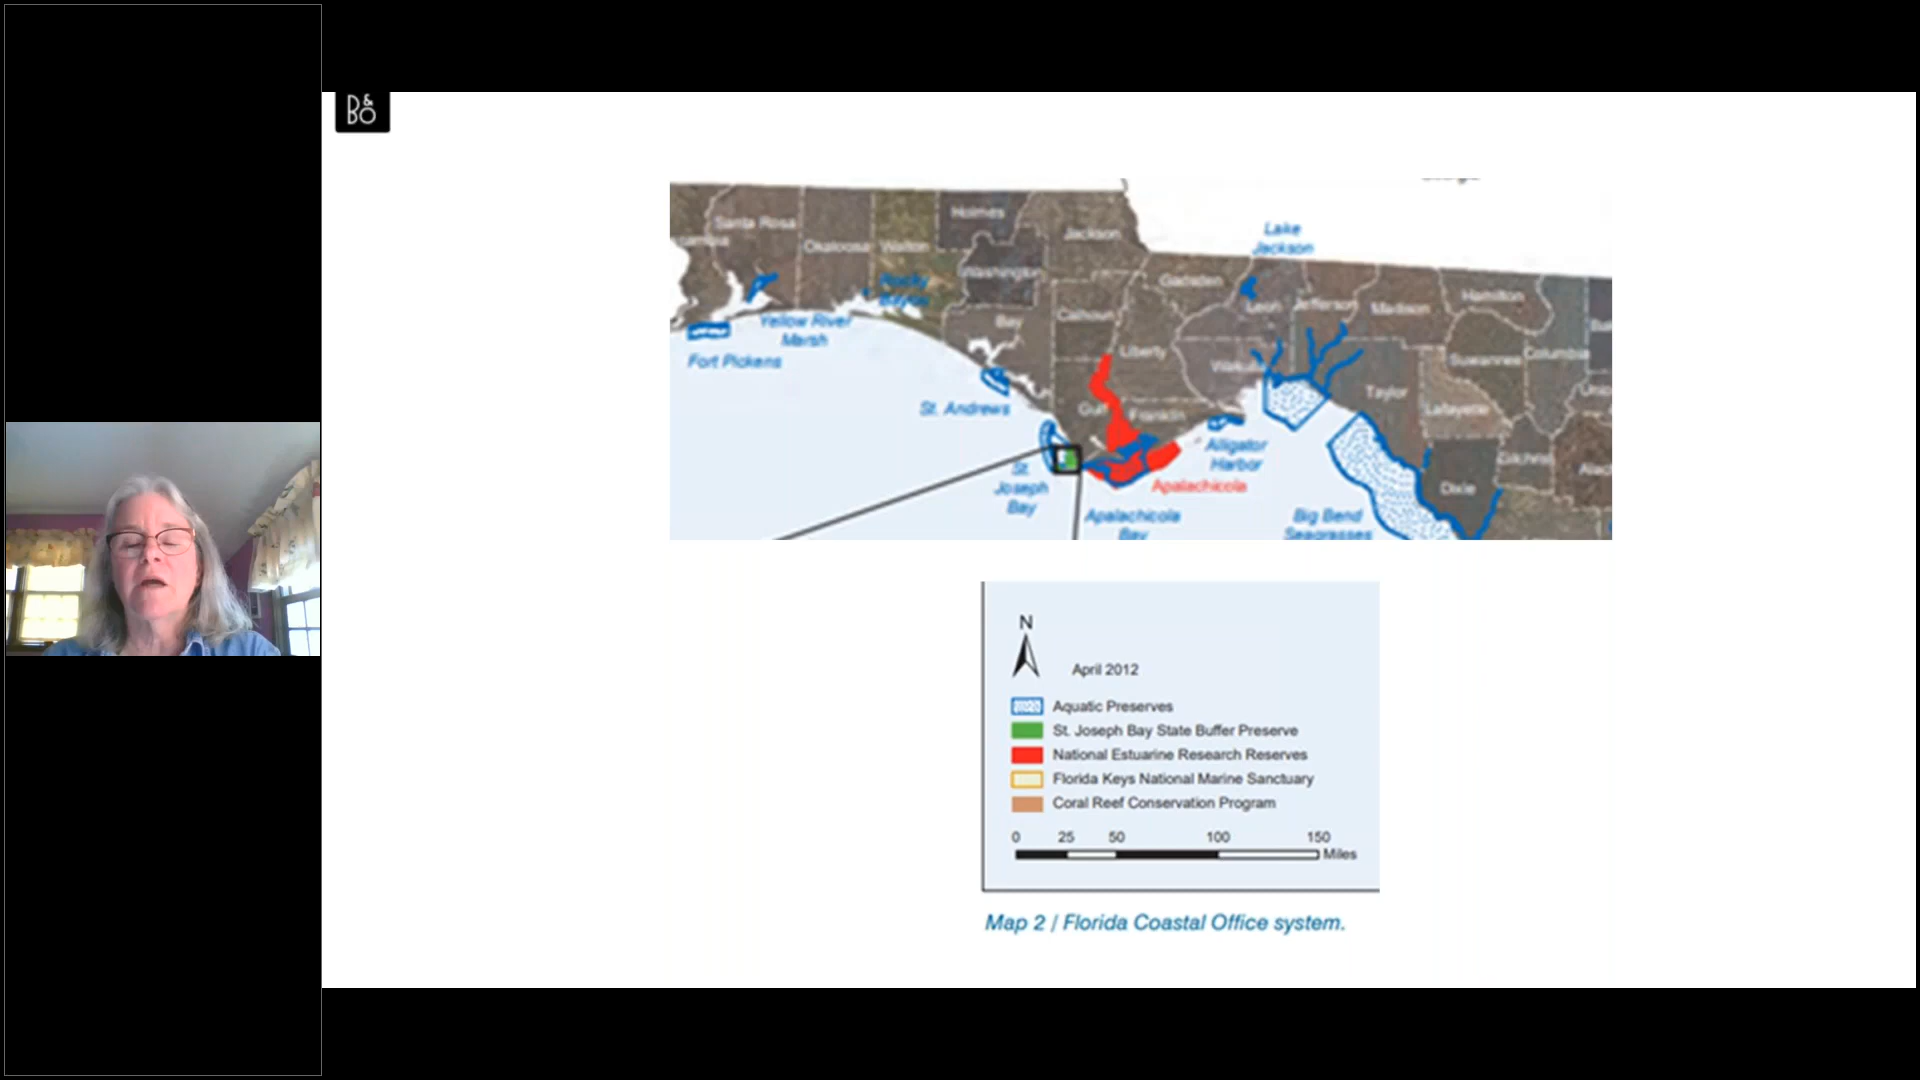 B&O
Santa Rosa
Okaloosa
Walton
Holmes
Washington
Jackson
Bay
Calhoun
Gulf
Liberty
Franklin
Gadsden
Leon
Jefferson
Madison
Hamilton
Suwannee
Columbia
Taylor
Lafayette
Dixie
Gilchrist
Lake
Jackson
Rocky
Bayou
Yellow River
Marsh
Fort Pickens
St. Andrews
St.
Joseph
Bay
Apalachicola
Apalachicola
Bay
Alligator
Harbor
Big Bend
Seagrasses
N
April 2012
Aquatic Preserves
St. Joseph Bay State Buffer Preserve
National Estuarine Research Reserves
Florida Keys National Marine Sanctuary
Coral Reef Conservation Program
0 25 50 100 150
Miles
Map 2 / Florida Coastal Office system.